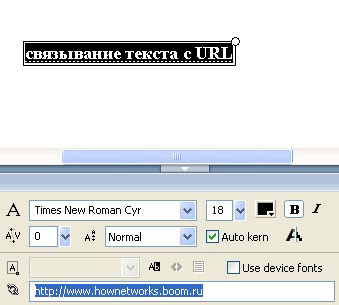 связывание текста с URL
A Times New Roman Cyr 18 B I
A V 0 Normal Auto kern A
A Use device fonts
http://www.hownetworks.boom.ru